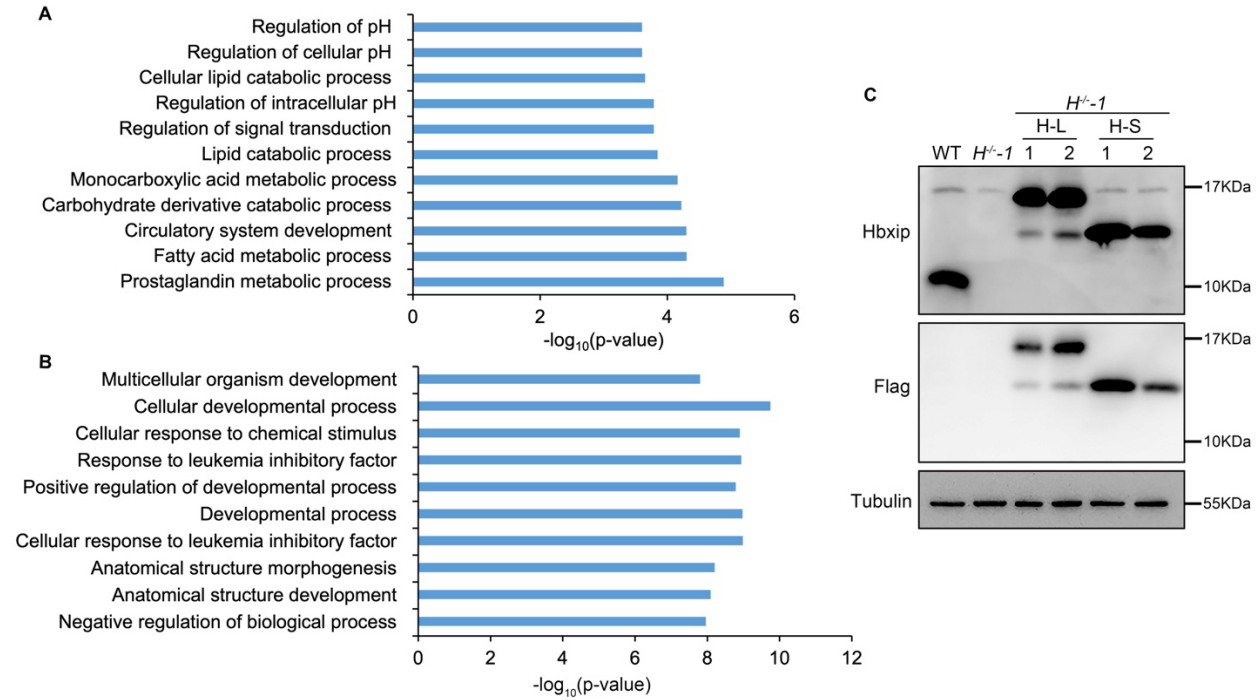 A
Regulation of pH
Regulation of cellular pH
Cellular lipid catabolic process
Regulation of intracellular pH
Regulation of signal transduction
Lipid catabolic process
Monocarboxylic acid metabolic process
Carbohydrate derivative catabolic process
Circulatory system development
Fatty acid metabolic process
Prostaglandin metabolic process
0 2 4 6
-log10(p-value)
B
Multicellular organism development
Cellular developmental process
Cellular response to chemical stimulus
Response to leukemia inhibitory factor
Positive regulation of developmental process
Developmental process
Cellular response to leukemia inhibitory factor
Anatomical structure morphogenesis
Anatomical structure development
Negative regulation of biological process
0 2 4 6 8 10 12
-log10(p-value)
C
H-/--1
H-L H-S
WT H-/--1 1 2 1 2
17KDa
Hbxip
10KDa
17KDa
Flag
10KDa
Tubulin 55KDa